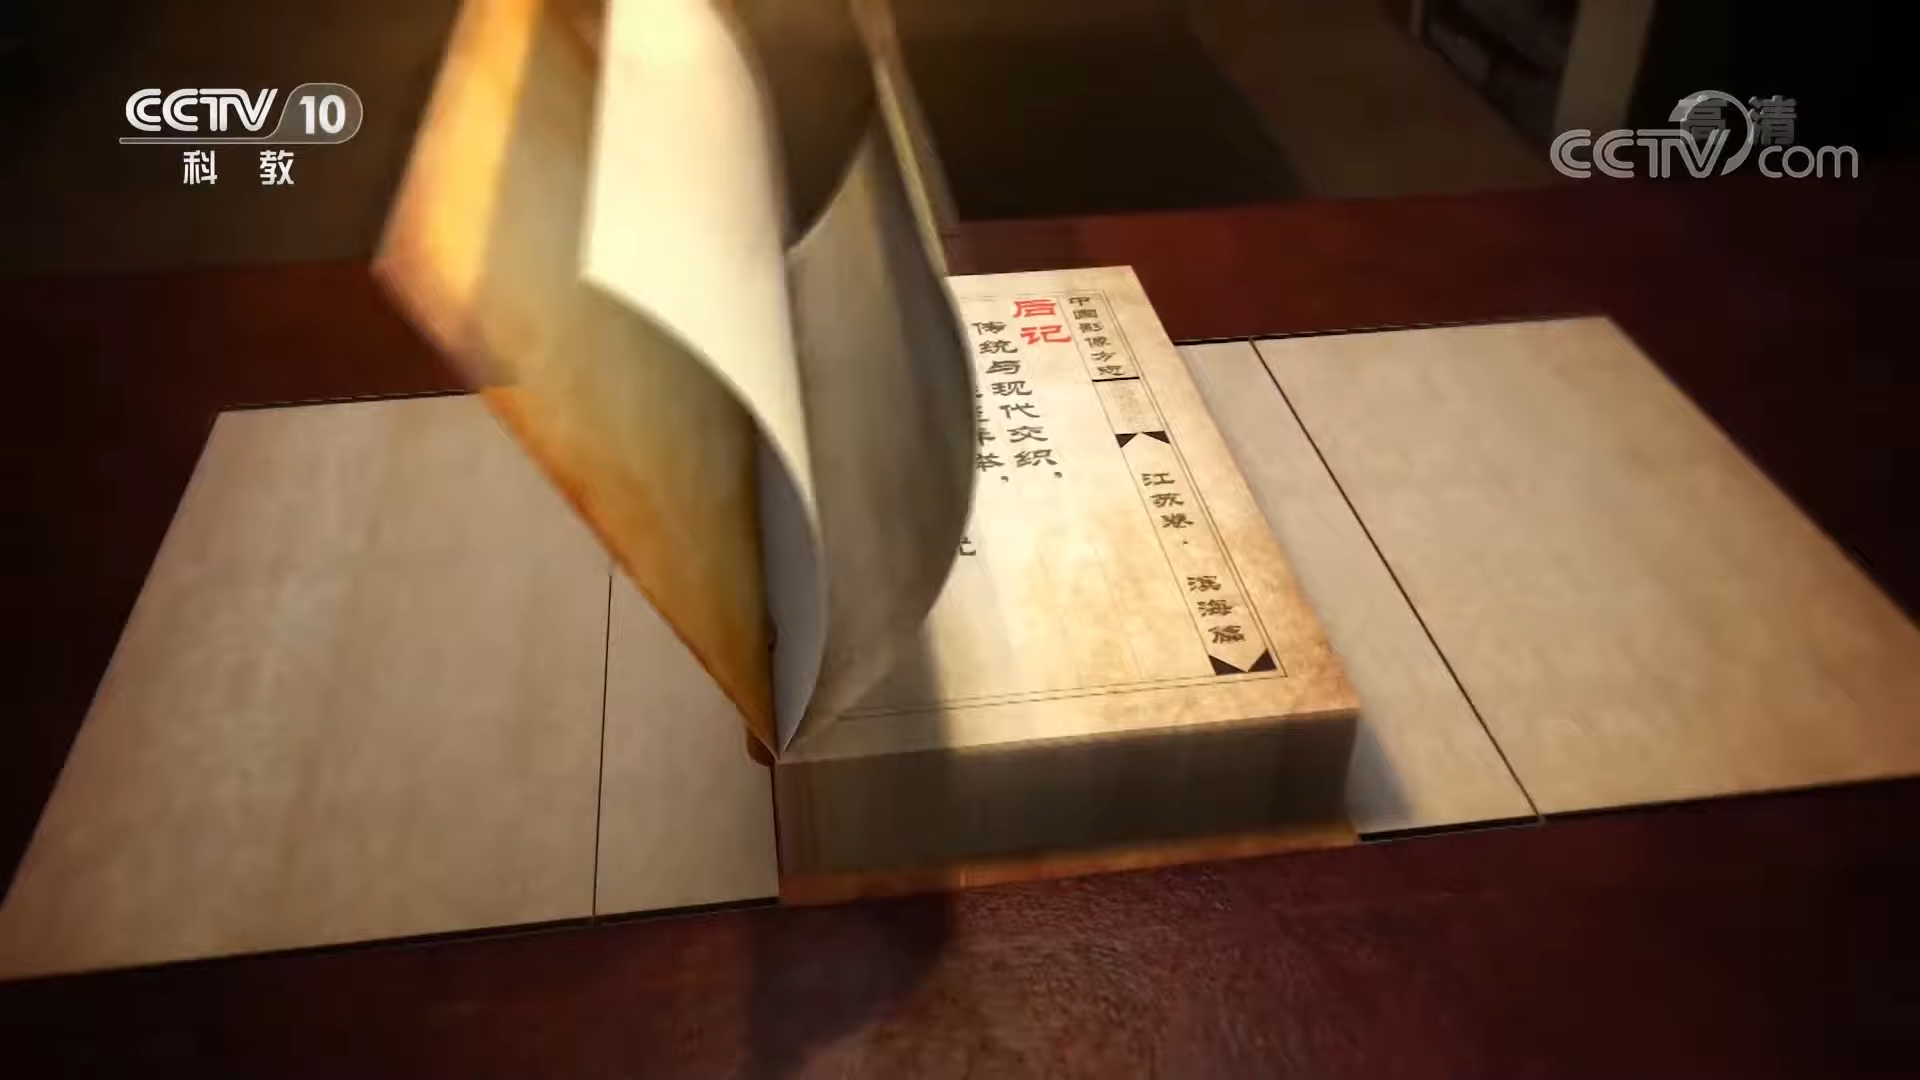 CCTV 10
科教
高清
CCTV.com
中国影像方志
江苏卷·滨海篇
后记
传统与现代交织，
举，